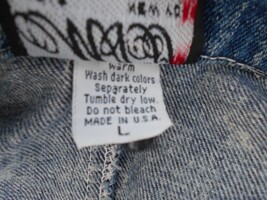 warm
Wash dark colors
Separately
Tumble dry low.
Do not bleach
MADE IN U.S.A.
L